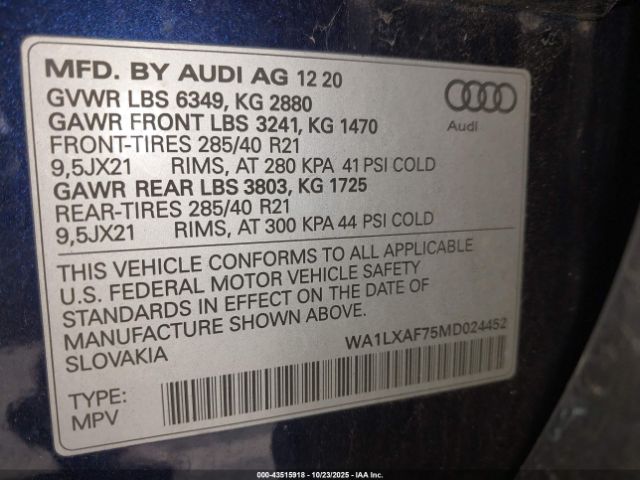 MFD. BY AUDI AG 12 20
GVWR LBS 6349, KG 2880
GAWR FRONT LBS 3241, KG 1470
FRONT-TIRES 285/40 R21
9,5JX21 RIMS, AT 280 KPA 41 PSI COLD
GAWR REAR LBS 3803, KG 1725
REAR-TIRES 285/40 R21
9,5JX21 RIMS, AT 300 KPA 44 PSI COLD
Audi
THIS VEHICLE CONFORMS TO ALL APPLICABLE
U.S. FEDERAL MOTOR VEHICLE SAFETY
STANDARDS IN EFFECT ON THE DATE OF
MANUFACTURE SHOWN ABOVE.
SLOVAKIA
WA1LXAF75MD024452
TYPE:
MPV
000-43515918 - 10/23/2025 - IAA Inc.